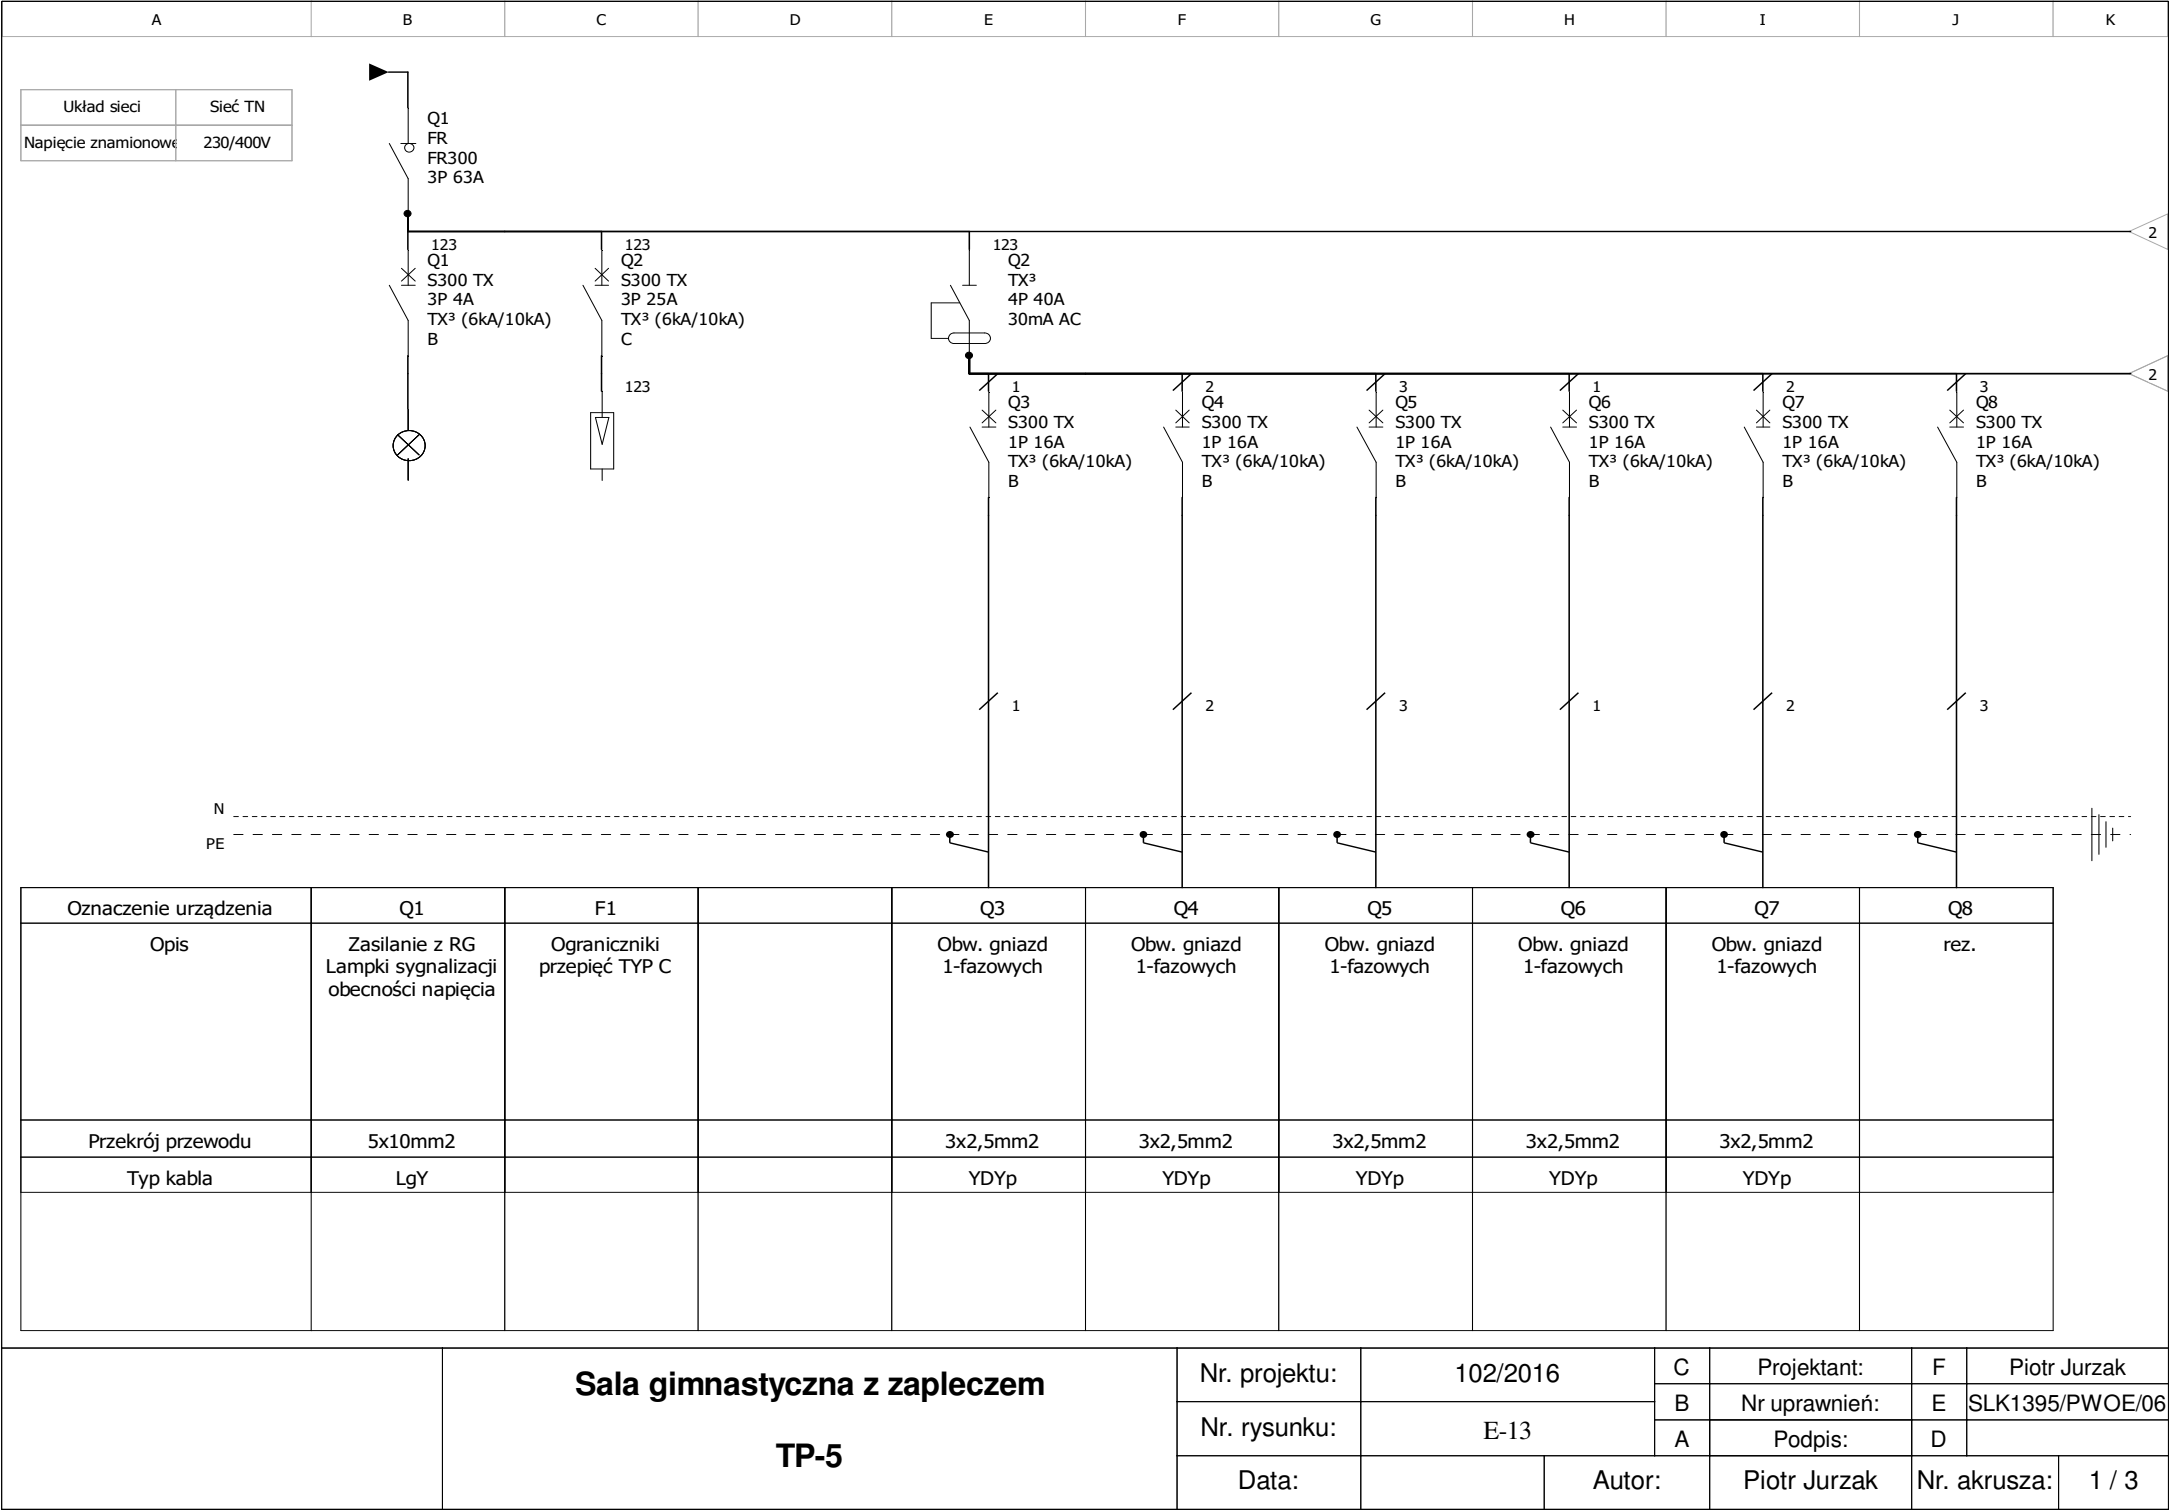 A B C D E F G H I J K
Układ sieci Sieć TN
Napięcie znamionowe 230/400V
Q1
FR
FR300
3P 63A
2
123
Q1
S300 TX
3P 4A
TX³ (6kA/10kA)
B
123
Q2
S300 TX
3P 25A
TX³ (6kA/10kA)
C
123
123
Q2
TX³
4P 40A
30mA AC
2
1
Q3
S300 TX
1P 16A
TX³ (6kA/10kA)
B
2
Q4
S300 TX
1P 16A
TX³ (6kA/10kA)
B
3
Q5
S300 TX
1P 16A
TX³ (6kA/10kA)
B
1
Q6
S300 TX
1P 16A
TX³ (6kA/10kA)
B
2
Q7
S300 TX
1P 16A
TX³ (6kA/10kA)
B
3
Q8
S300 TX
1P 16A
TX³ (6kA/10kA)
B
1 2 3 1 2 3
N
PE
Oznaczenie urządzenia Q1 F1 Q3 Q4 Q5 Q6 Q7 Q8
Opis
Zasilanie z RG
Lampki sygnalizacji
obecności napięcia
Ograniczniki
przepięć TYP C
Obw. gniazd
1-fazowych
Obw. gniazd
1-fazowych
Obw. gniazd
1-fazowych
Obw. gniazd
1-fazowych
Obw. gniazd
1-fazowych
rez.
Przekrój przewodu 5x10mm2 3x2,5mm2 3x2,5mm2 3x2,5mm2 3x2,5mm2 3x2,5mm2
Typ kabla LgY YDYp YDYp YDYp YDYp YDYp
Sala gimnastyczna z zapleczem
TP-5
Nr. projektu: 102/2016
Nr. rysunku: E-13
C Projektant: F Piotr Jurzak
B Nr uprawnień: E SLK1395/PWOE/06
A Podpis: D
Data: Autor: Piotr Jurzak Nr. akrusza: 1 / 3